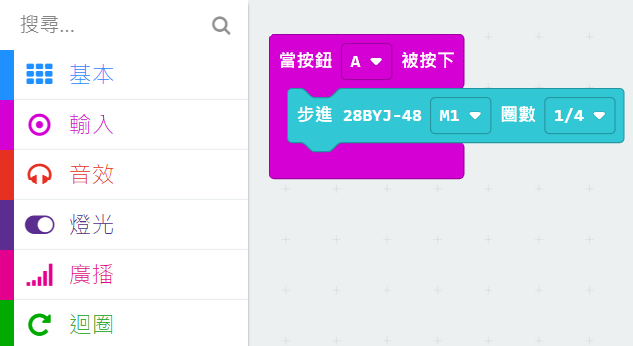 搜尋...
基本
輸入
音效
燈光
廣播
迴圈
當按鈕 A 被按下
步進 28BYJ-48 M1 圈數 1/4